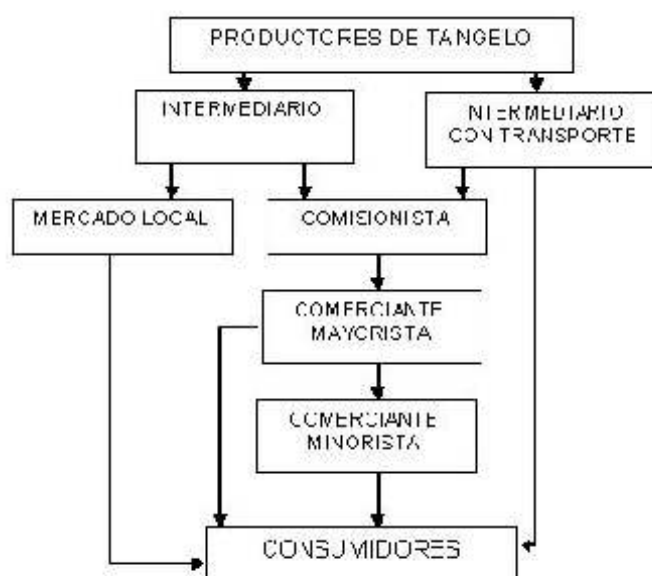 PRODUCTORES DE TANGELO
INTERMEDIARIO
INTERMEDIARIO
CON TRANSPORTE
MERCADO LOCAL
COMISIONISTA
COMERCIANTE
MAYORISTA
COMERCIANTE
MINORISTA
CONSUMIDORES